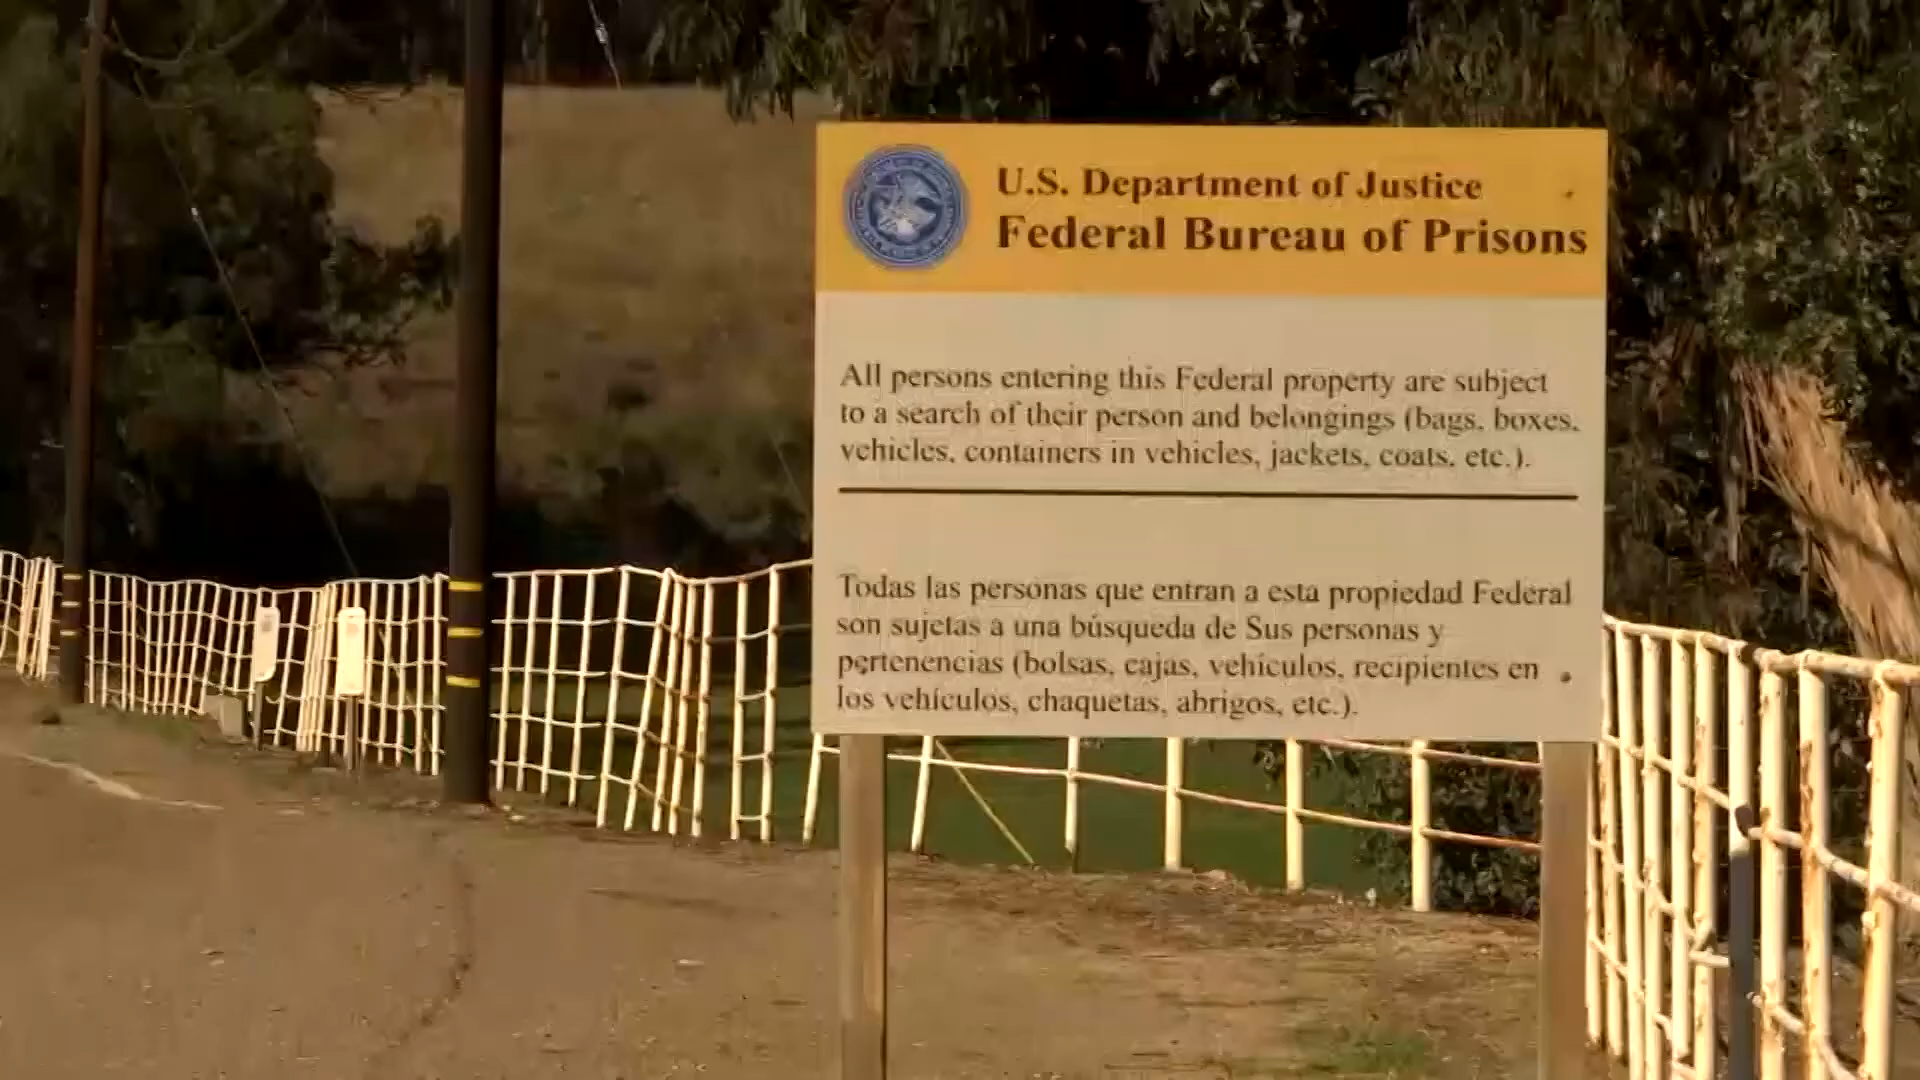 U.S. Department of Justice
Federal Bureau of Prisons
All persons entering this Federal property are subject
to a search of their person and belongings (bags, boxes,
vehicles, containers in vehicles, jackets, coats, etc.).
Todas las personas que entran a esta propiedad Federal
son sujetas a una búsqueda de Sus personas y
pertenencias (bolsas, cajas, vehículos, recipientes en
los vehículos, chaquetas, abrigos, etc.).